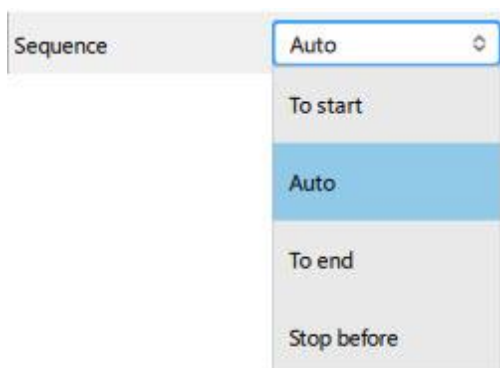 Sequence Auto
To start
Auto
To end
Stop before